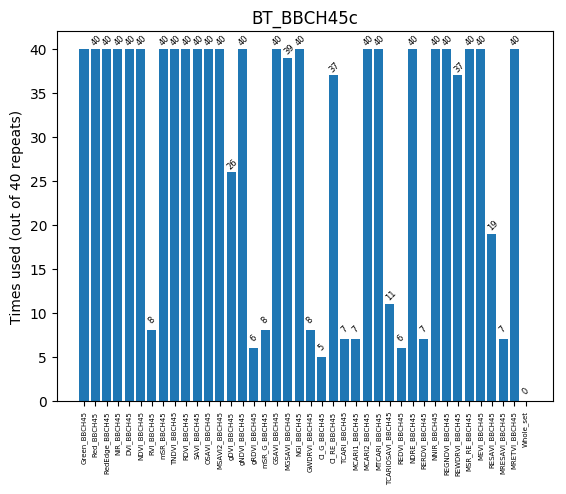 BT_BBCH45c
Times used (out of 40 repeats)
40
35
30
25
20
15
10
5
0
40
40
40
40
40
8
40
40
40
40
40
40
26
40
6
8
40
39
40
8
5
37
7
7
40
40
11
6
40
7
40
40
37
40
40
19
7
40
0
Green_BBCH45
Red_BBCH45
RedEdge_BBCH45
NIR_BBCH45
DVI_BBCH45
NDVI_BBCH45
RVI_BBCH45
mSR_BBCH45
TNDVI_BBCH45
RDVI_BBCH45
SAVI_BBCH45
OSAVI_BBCH45
MSAVI2_BBCH45
gDVI_BBCH45
gNDVI_BBCH45
gRDVI_BBCH45
mSR_G_BBCH45
GSAVI_BBCH45
MGSAVI_BBCH45
NGI_BBCH45
GWDRVI_BBCH45
CI_G_BBCH45
CI_RE_BBCH45
TCARI_BBCH45
MCARI1_BBCH45
MCARI2_BBCH45
MTCARI_BBCH45
TCARIOSAVI_BBCH45
REDVI_BBCH45
NDRE_BBCH45
RERDVI_BBCH45
NNIR_BBCH45
REGNDVI_BBCH45
REWDRVI_BBCH45
MSR_RE_BBCH45
MEVI_BBCH45
RESAVI_BBCH45
MRESAVI_BBCH45
MRETVI_BBCH45
Whole_set